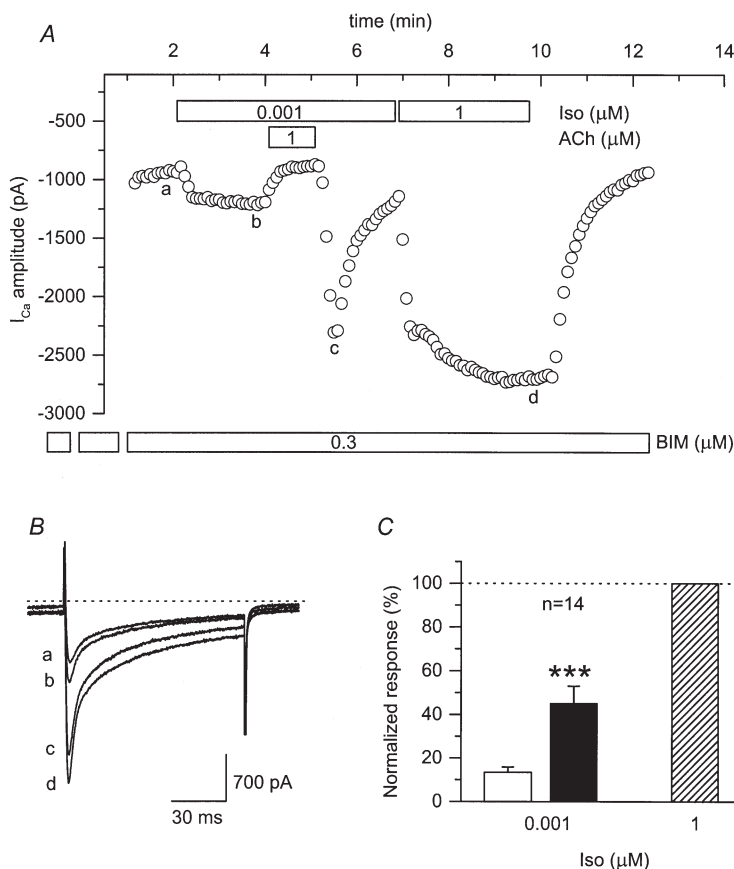 A
time (min)
2 4 6 8 10 12 14
0.001 1 Iso (μM)
1 ACh (μM)
-500
-1000
-1500
-2000
-2500
-3000
I_Ca amplitude (pA)
a
b
c
d
0.3 BIM (μM)
B
a
b
c
d
700 pA
30 ms
C
Normalized response (%)
100
80
60
40
20
0
n=14
***
0.001 1
Iso (μM)